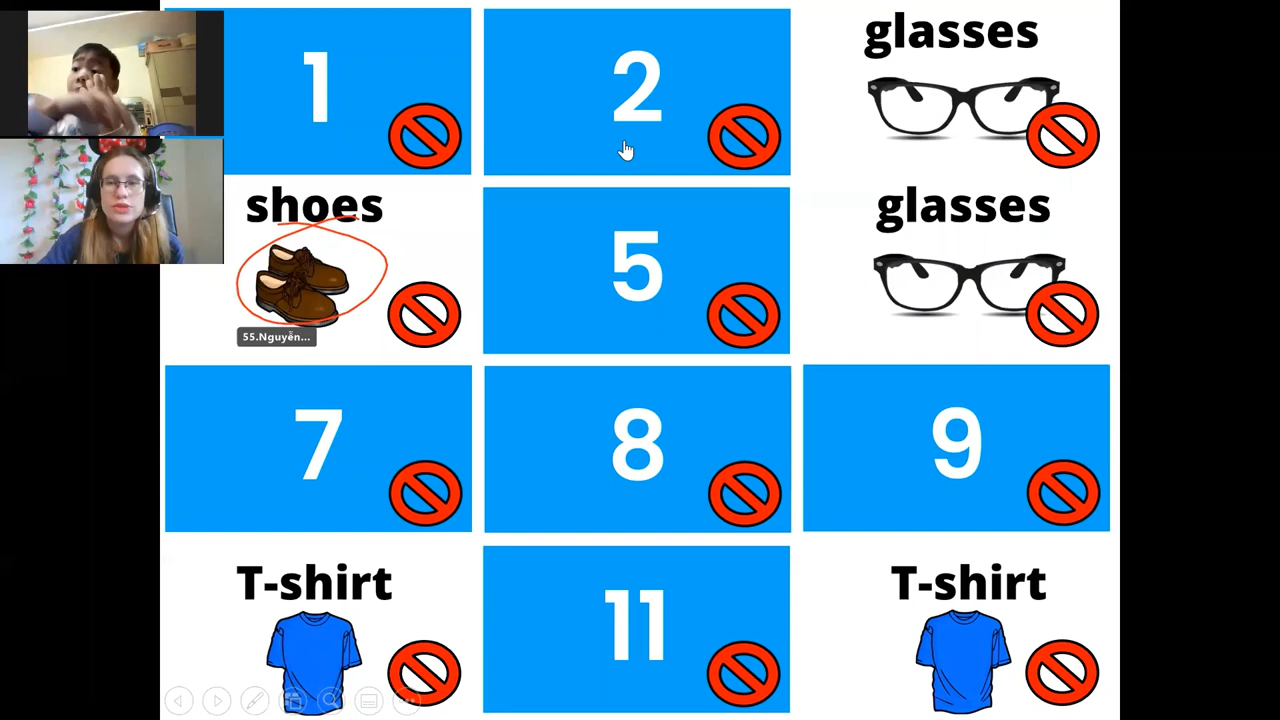 1
2
glasses
shoes
55.Nguyễn...
5
glasses
7
8
9
T-shirt
11
T-shirt